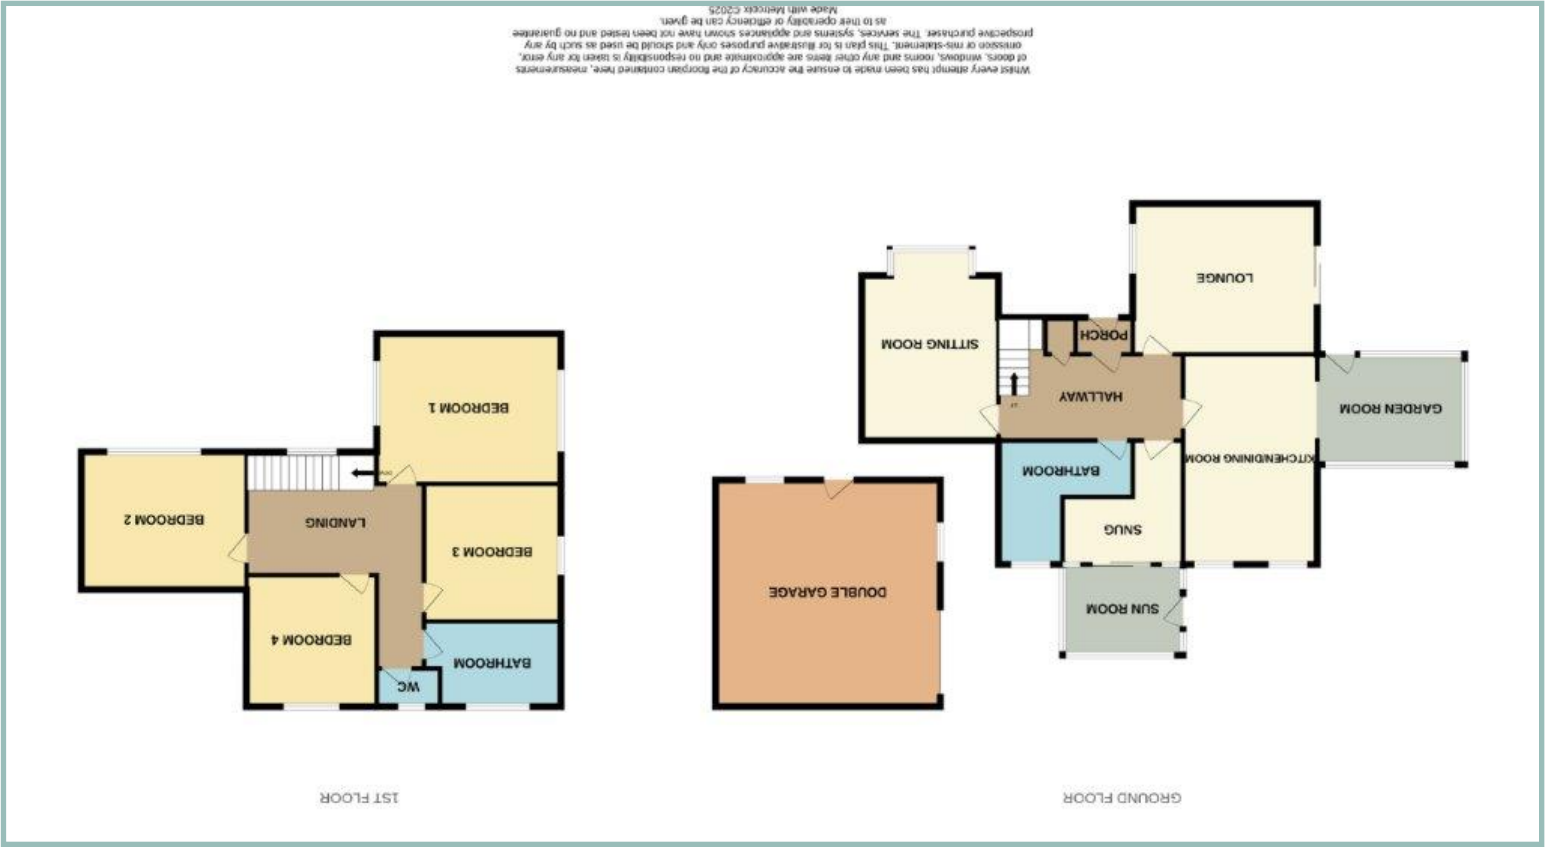 GROUND FLOOR
SUN ROOM
DOUBLE GARAGE
SNUG
BATHROOM
KITCHEN/DINING ROOM
GARDEN ROOM
HALLWAY
UP
SITTING ROOM
PORCH
LOUNGE
1ST FLOOR
WC
BATHROOM
BEDROOM 4
BEDROOM 3
LANDING
BEDROOM 2
DOWN
BEDROOM 1
Whilst every attempt has been made to ensure the accuracy of the floorplan contained here, measurements
of doors, windows, rooms and any other items are approximate and no responsibility is taken for any error,
omission or mis-statement. This plan is for illustrative purposes only and should be used as such by any
prospective purchaser. The services, systems and appliances shown have not been tested and no guarantee
as to their operability or efficiency can be given.
Made with Metropix ©2025